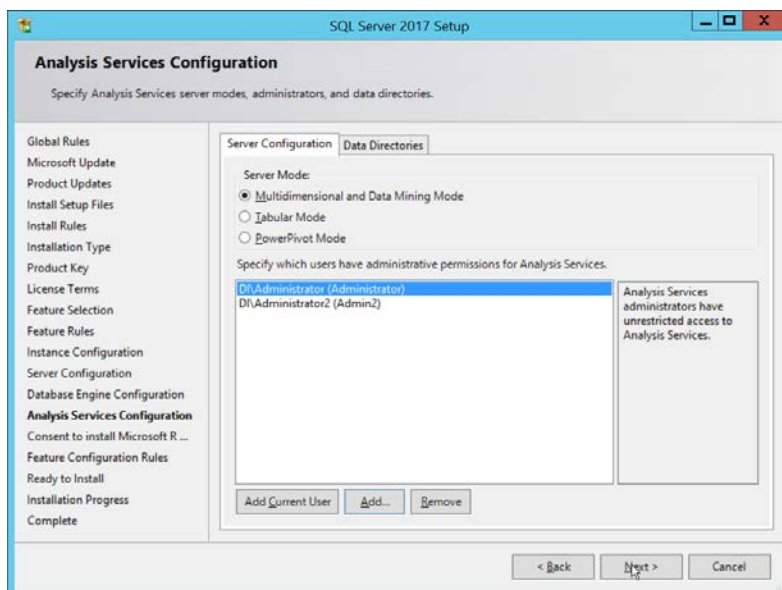 SQL Server 2017 Setup
Analysis Services Configuration
Specify Analysis Services server modes, administrators, and data directories.
Global Rules
Microsoft Update
Product Updates
Install Setup Files
Install Rules
Installation Type
Product Key
License Terms
Feature Selection
Feature Rules
Instance Configuration
Server Configuration
Database Engine Configuration
Analysis Services Configuration
Consent to install Microsoft R ...
Feature Configuration Rules
Ready to Install
Installation Progress
Complete
Server Configuration Data Directories
Server Mode:
Multidimensional and Data Mining Mode
Tabular Mode
PowerPivot Mode
Specify which users have administrative permissions for Analysis Services.
DI\Administrator (Administrator)
DI\Administrator2 (Admin2)
Analysis Services
administrators have
unrestricted access to
Analysis Services.
Add Current User Add... Remove
< Back Next > Cancel